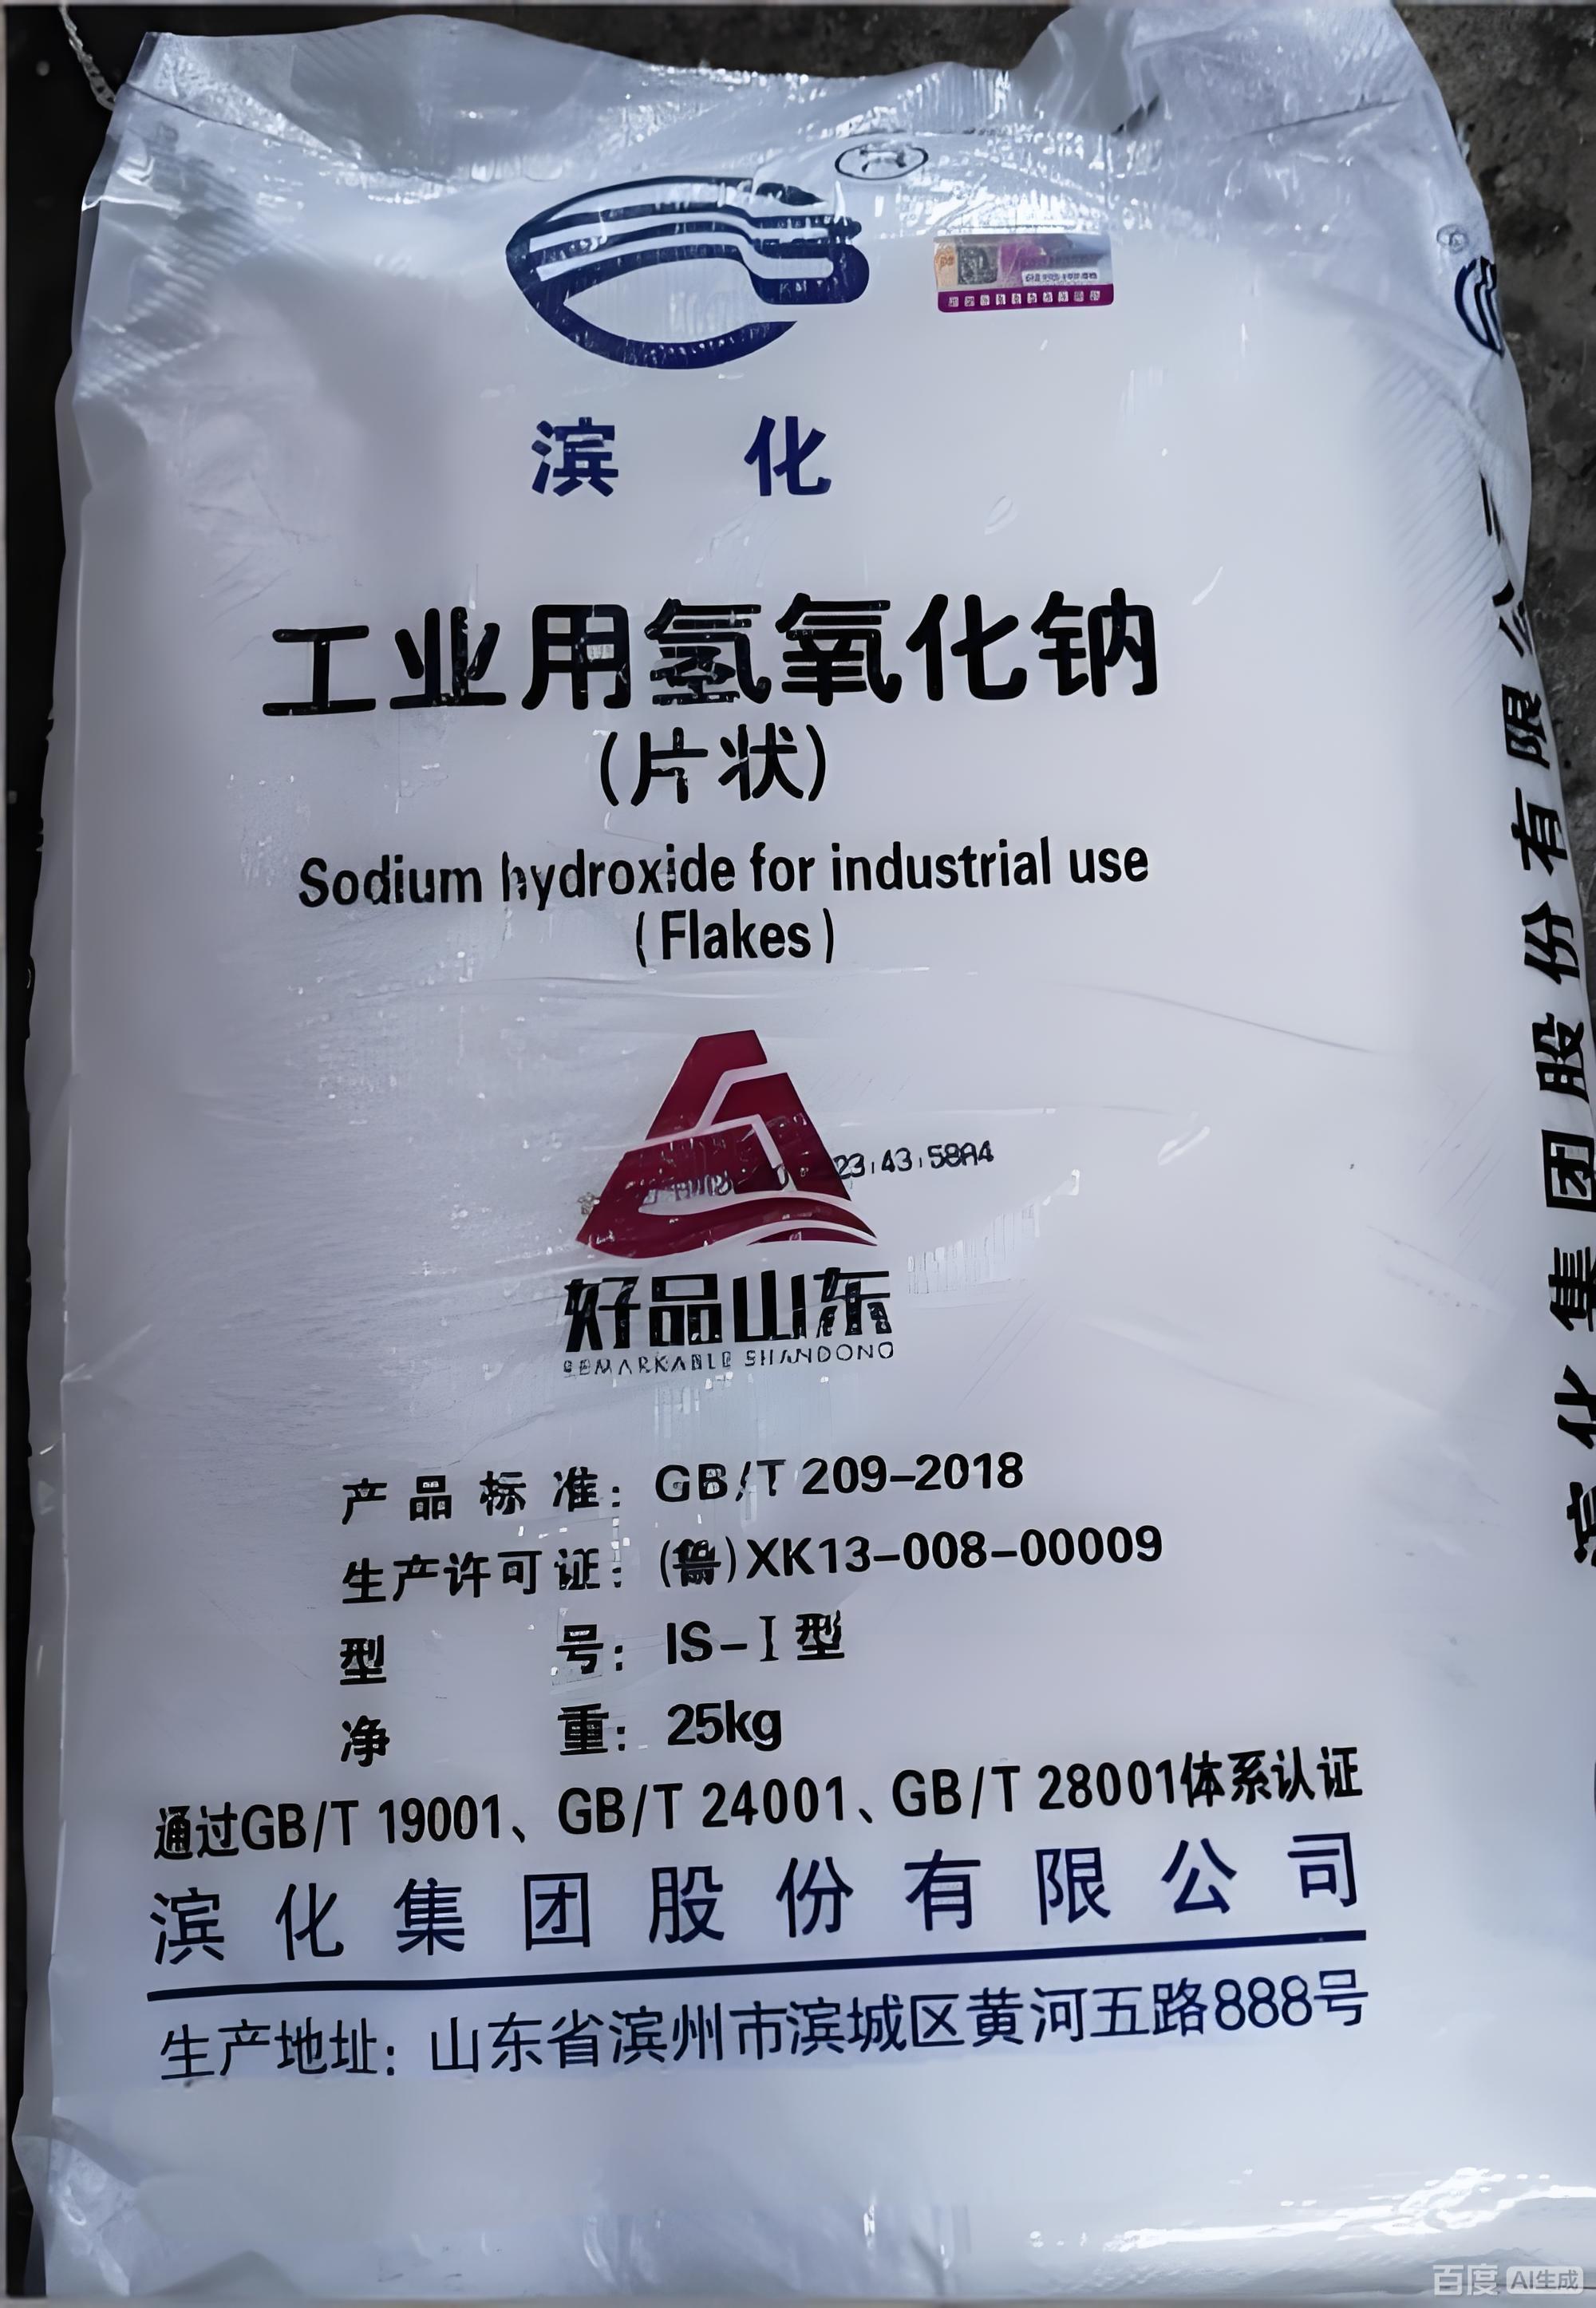 滨 化
工业用氢氧化钠
(片状)
Sodium hydroxide for industrial use
(Flakes)
23:43:58A4
好品山东
REMARKABLE SHANDONG
产品标准: GB/T 209-2018
生产许可证: (鲁)XK13-008-00009
型 号: IS-Ⅰ型
净 重: 25kg
通过GB/T 19001、GB/T 24001、GB/T 28001体系认证
滨化集团股份有限公司
生产地址: 山东省滨州市滨城区黄河五路888号
滨化集团股份有限公司
百度 AI生成